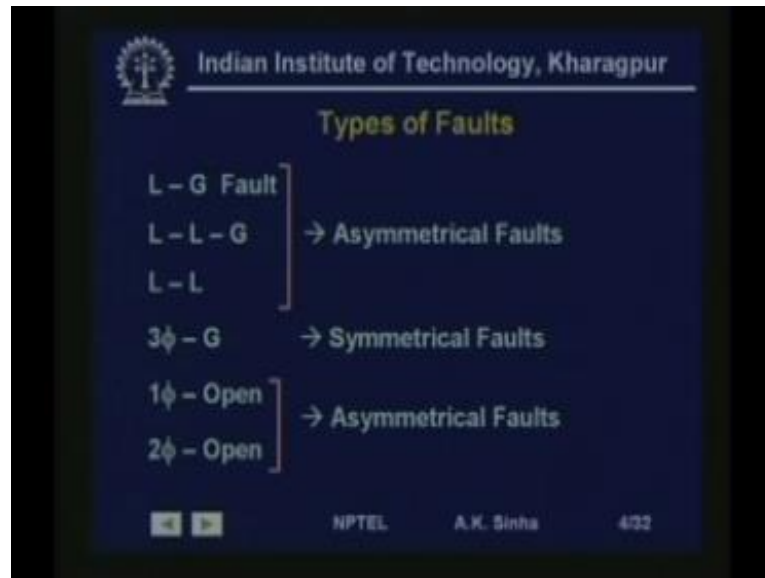 Indian Institute of Technology, Kharagpur
Types of Faults
L – G Fault
L – L – G → Asymmetrical Faults
L – L
3ϕ – G → Symmetrical Faults
1ϕ – Open
→ Asymmetrical Faults
2ϕ – Open
NPTEL A.K. Sinha 4/32